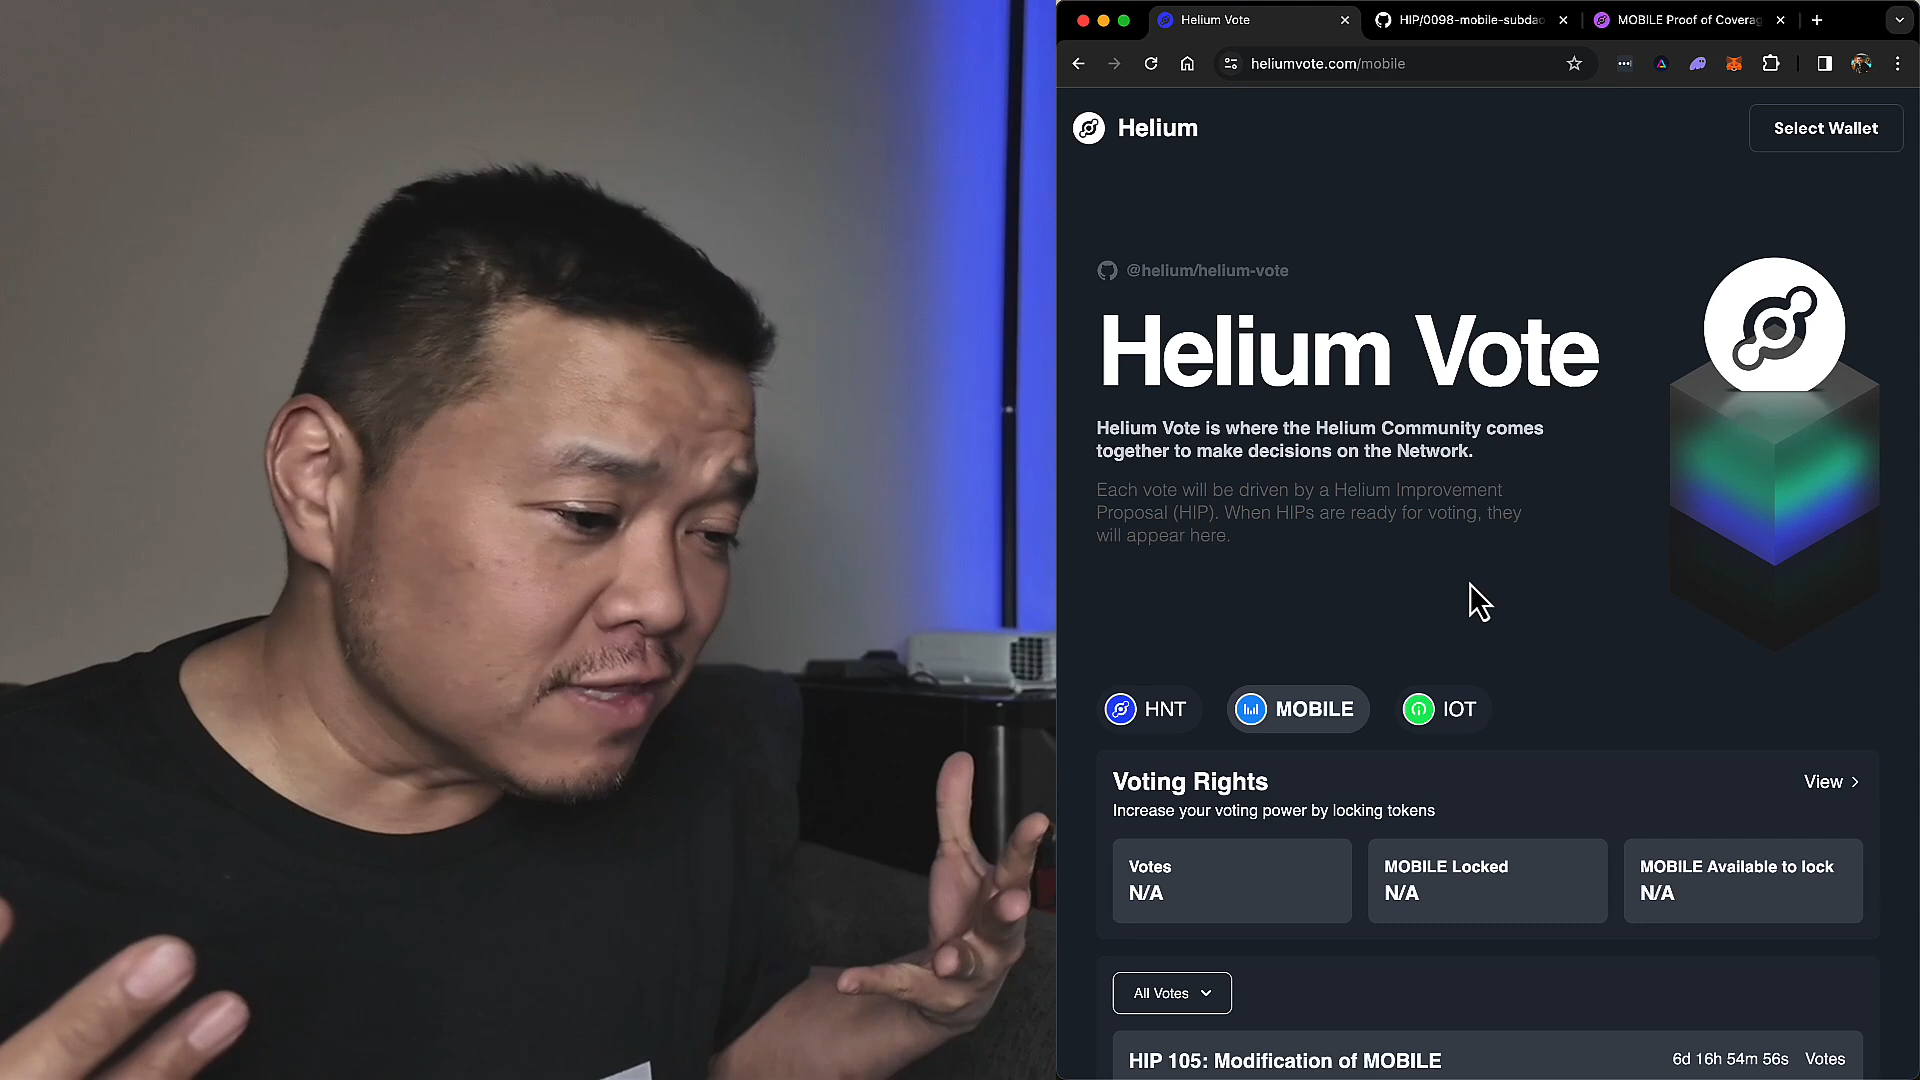 Helium Vote
HIP/0098-mobile-subdao
MOBILE Proof of Coverag
heliumvote.com/mobile
Helium
Select Wallet
@helium/helium-vote
Helium Vote
Helium Vote is where the Helium Community comes
together to make decisions on the Network.
Each vote will be driven by a Helium Improvement
Proposal (HIP). When HIPs are ready for voting, they
will appear here.
HNT
MOBILE
IOT
Voting Rights
View
Increase your voting power by locking tokens
Votes
N/A
MOBILE Locked
N/A
MOBILE Available to lock
N/A
All Votes
HIP 105: Modification of MOBILE
6d 16h 54m 56s
Votes